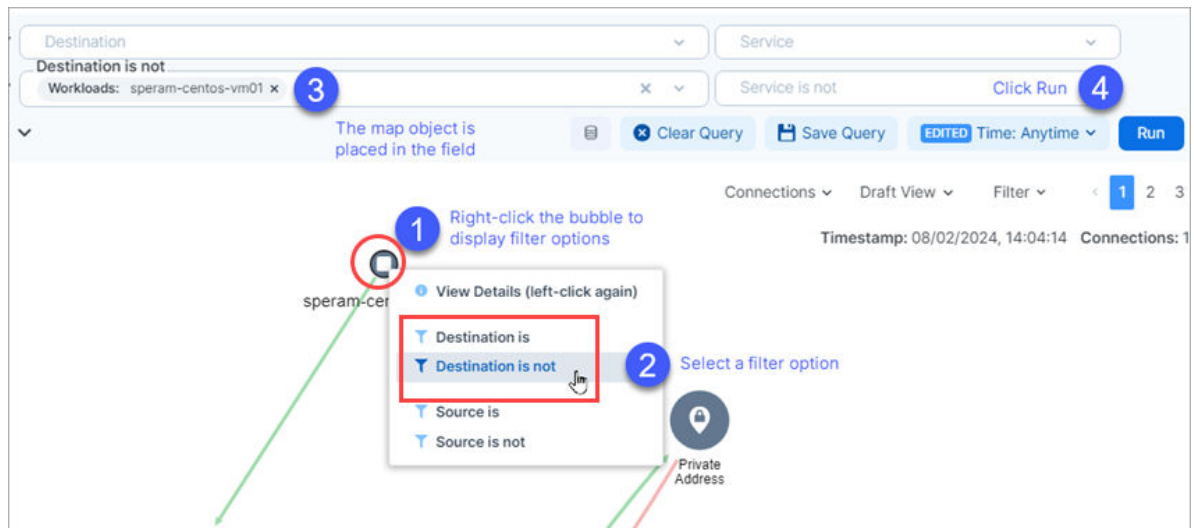 Destination
Service
Destination is not
Workloads: speram-centos-vm01 ×
3
Service is not
Click Run
4
The map object is
placed in the field
Clear Query
Save Query
EDITED Time: Anytime
Run
Connections
Draft View
Filter
1 2 3
1
Right-click the bubble to
display filter options
Timestamp: 08/02/2024, 14:04:14 Connections: 1
speram-cer
View Details (left-click again)
Destination is
Destination is not
2
Select a filter option
Source is
Source is not
Private
Address